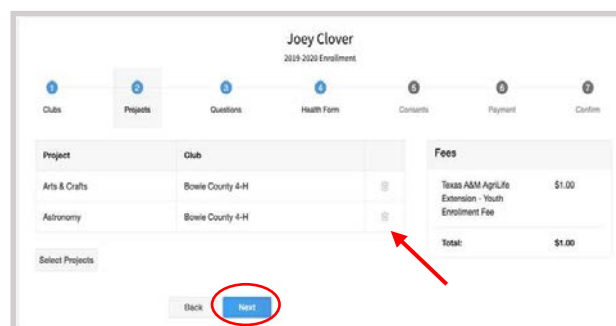 Joey Clover
2019-2020 Enrollment
1 2 3 4 5 6 7
Clubs Projects Questions Health Form Consents Payment Confirm
Project Club
Arts & Crafts Bowie County 4-H
Astronomy Bowie County 4-H
Select Projects
Back Next
Fees
Texas A&M AgriLife $1.00
Extension - Youth
Enrollment Fee
Total: $1.00